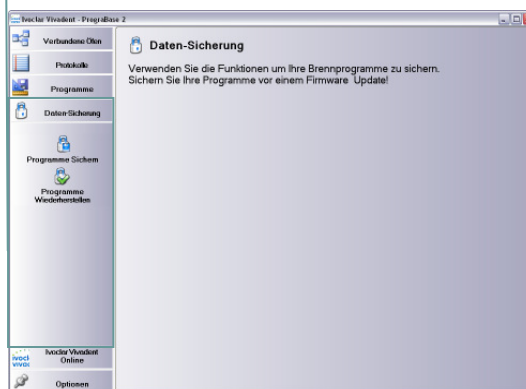 Ivoclar Vivadent - PrograBase 2
Verbundene Öfen
Protokolle
Programme
Daten-Sicherung
Programme Sichern
Programme
Wiederherstellen
Ivoclar Vivadent
Online
Optionen
Daten-Sicherung
Verwenden Sie die Funktionen um Ihre Brennprogramme zu sichern.
Sichern Sie Ihre Programme vor einem Firmware Update!